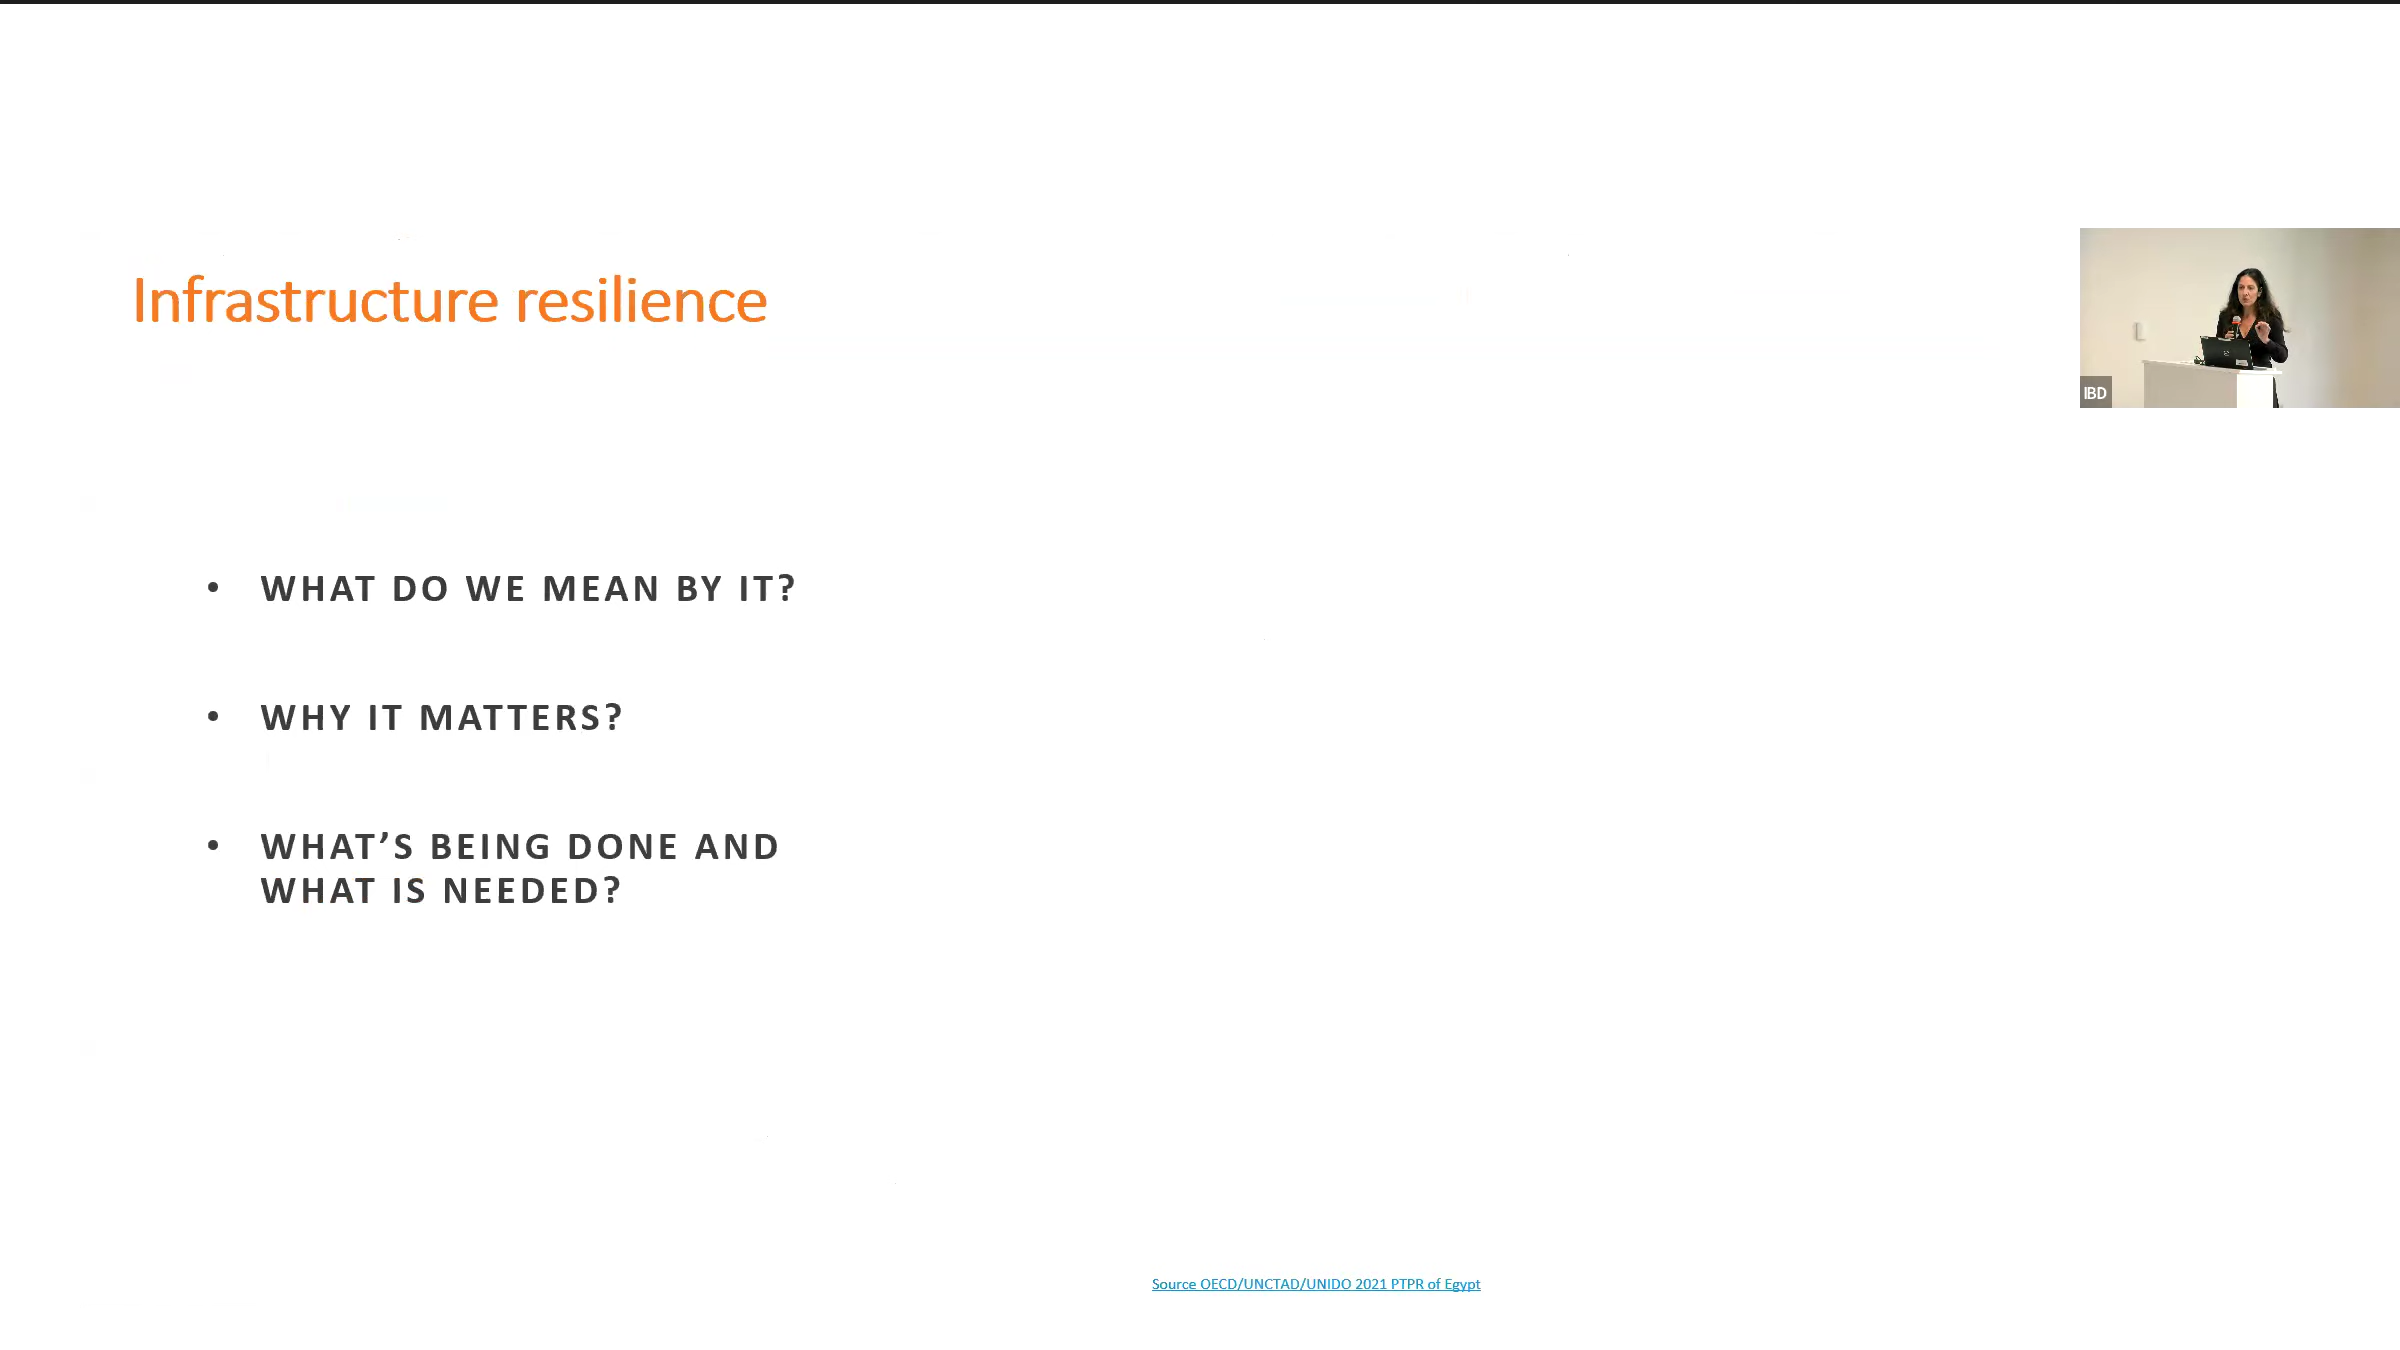 Infrastructure resilience
IBD
• WHAT DO WE MEAN BY IT?
• WHY IT MATTERS?
• WHAT’S BEING DONE AND
WHAT IS NEEDED?
Source OECD/UNCTAD/UNIDO 2021 PTPR of Egypt